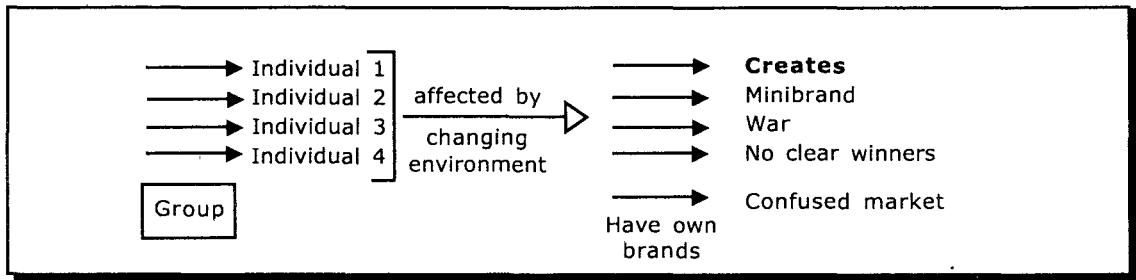 Individual 1
Individual 2
Individual 3
Individual 4
Group
affected by
changing
environment
Creates
Minibrand
War
No clear winners
Confused market
Have own
brands